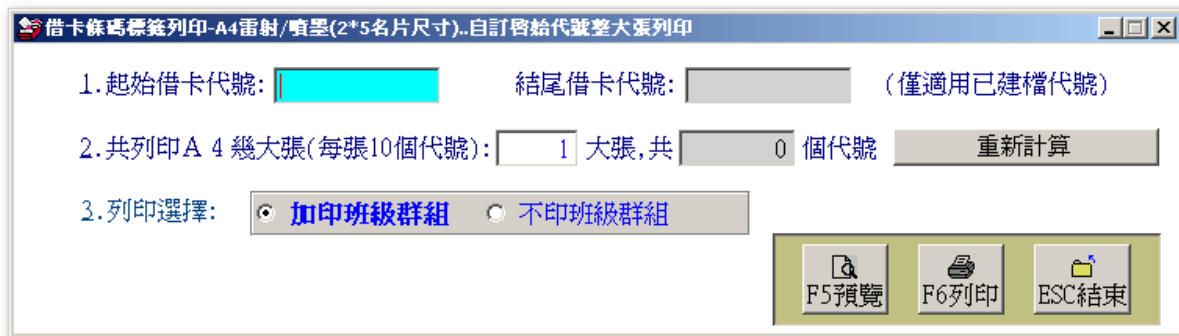 借卡條碼標籤列印-A4雷射/噴墨(2*5名片尺寸)..自訂啓始代號整大張列印
1.起始借卡代號: 結尾借卡代號: (僅適用已建檔代號)
2.共列印A 4 幾大張(每張10個代號): 1 大張,共 0 個代號 重新計算
3.列印選擇: 加印班級群組 不印班級群組
F5預覽 F6列印 ESC結束